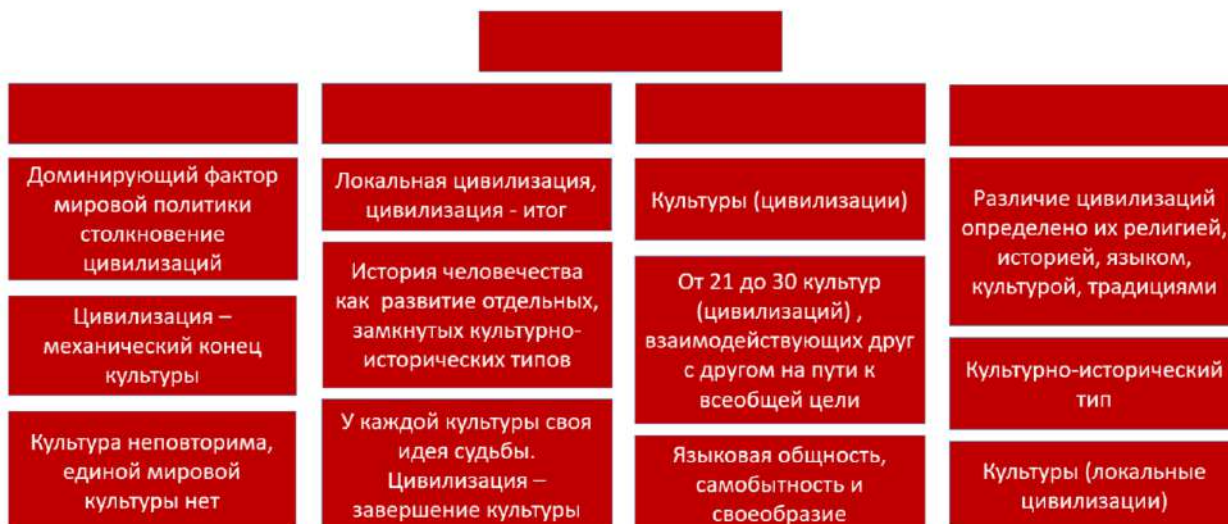 Доминирующий фактор
мировой политики
столкновение
цивилизаций
Цивилизация –
механический конец
культуры
Культура неповторима,
единой мировой
культуры нет
Локальная цивилизация,
цивилизация - итог
История человечества
как развитие отдельных,
замкнутых культурно-
исторических типов
У каждой культуры своя
идея судьбы.
Цивилизация –
завершение культуры
Культуры (цивилизации)
От 21 до 30 культур
(цивилизаций) ,
взаимодействующих друг
с другом на пути к
всеобщей цели
Языковая общность,
самобытность и
своеобразие
Различие цивилизаций
определено их религией,
историей, языком,
культурой, традициями
Культурно-исторический
тип
Культуры (локальные
цивилизации)